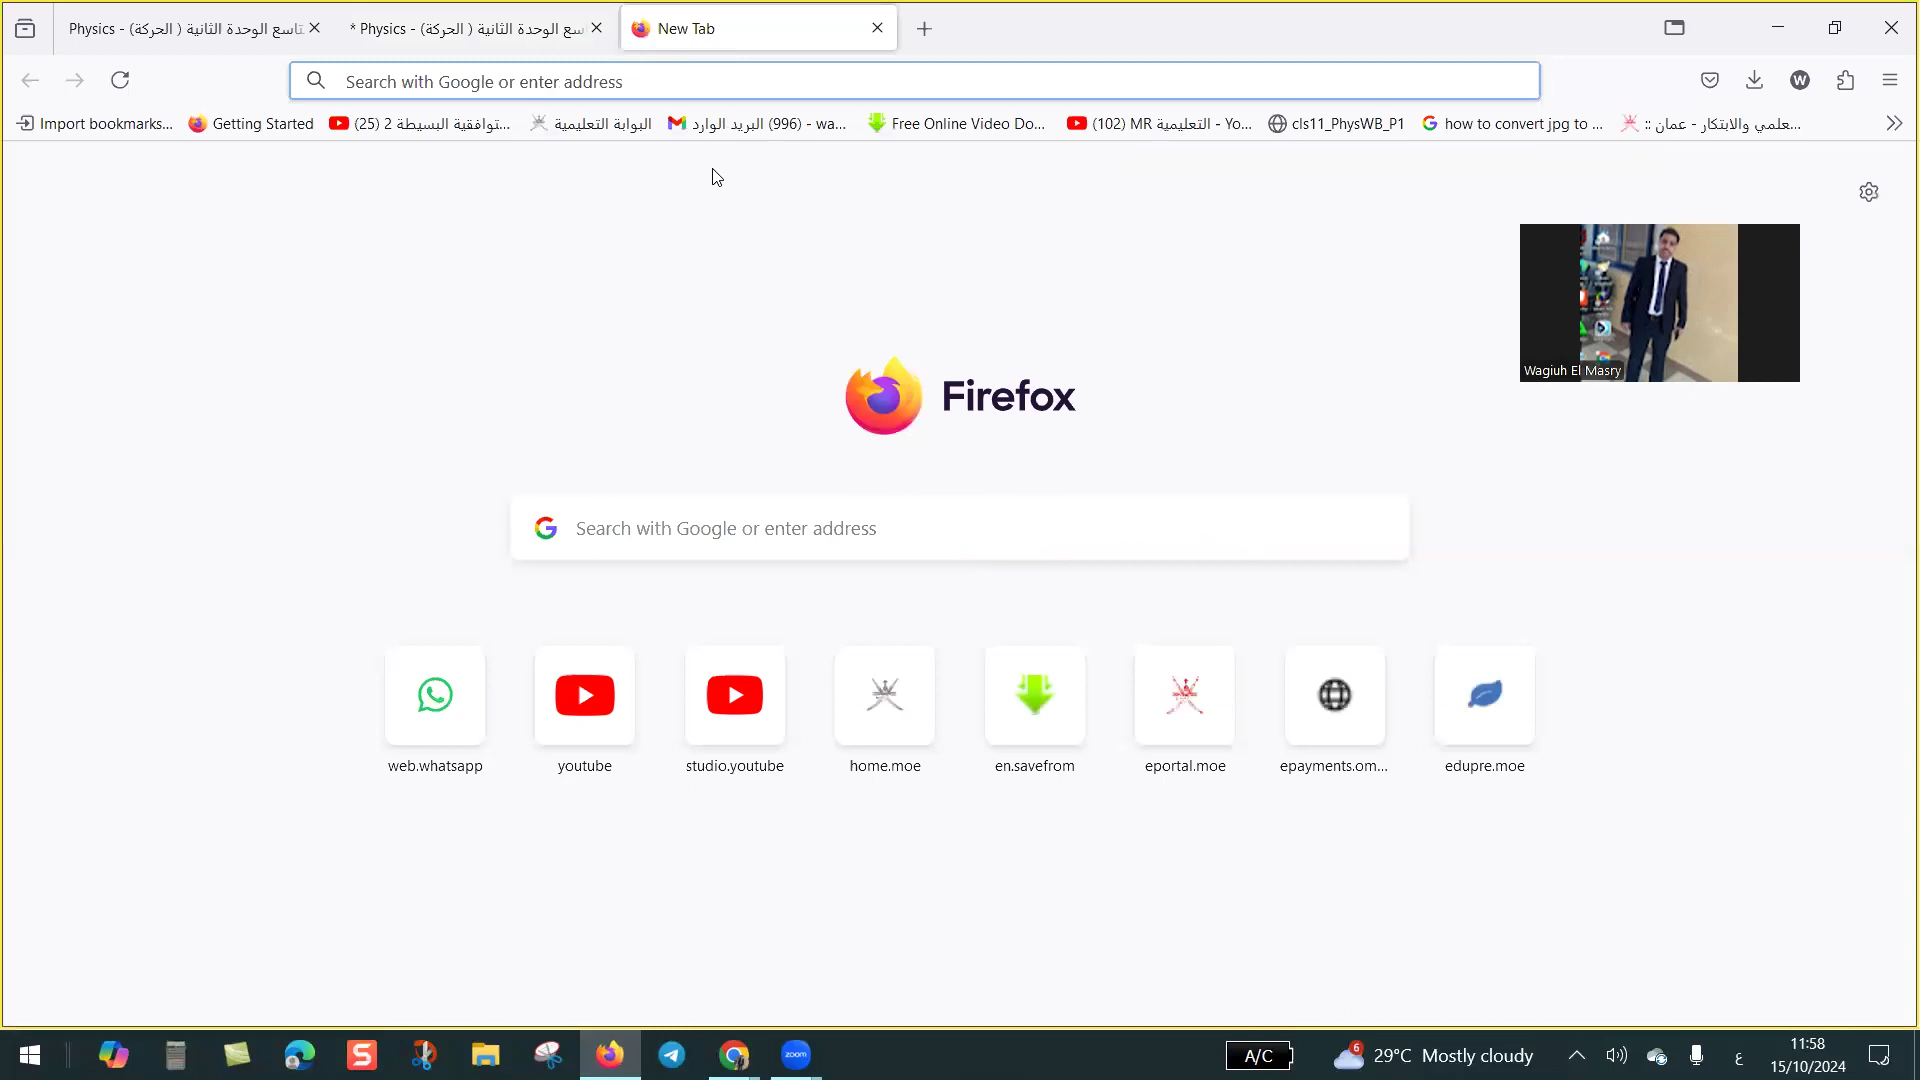 Physics - (الحركة ) تاسع الوحدة الثانية
* Physics - (الحركة ) تاسع الوحدة الثانية
New Tab
Search with Google or enter address
Import bookmarks...
Getting Started
(25) توافقية البسيطة 2...
البوابة التعليمية
البريد الوارد (996) - wa...
Free Online Video Do...
(102) MR التعليمية - Yo...
cls11_PhysWB_P1
how to convert jpg to ...
علمي والابتكار - عمان ::...
W
Wagiuh El Masry
Firefox
Search with Google or enter address
web.whatsapp
youtube
studio.youtube
home.moe
en.savefrom
eportal.moe
epayments.om...
edupre.moe
zoom
A/C
6
29°C Mostly cloudy
ع
11:58
15/10/2024